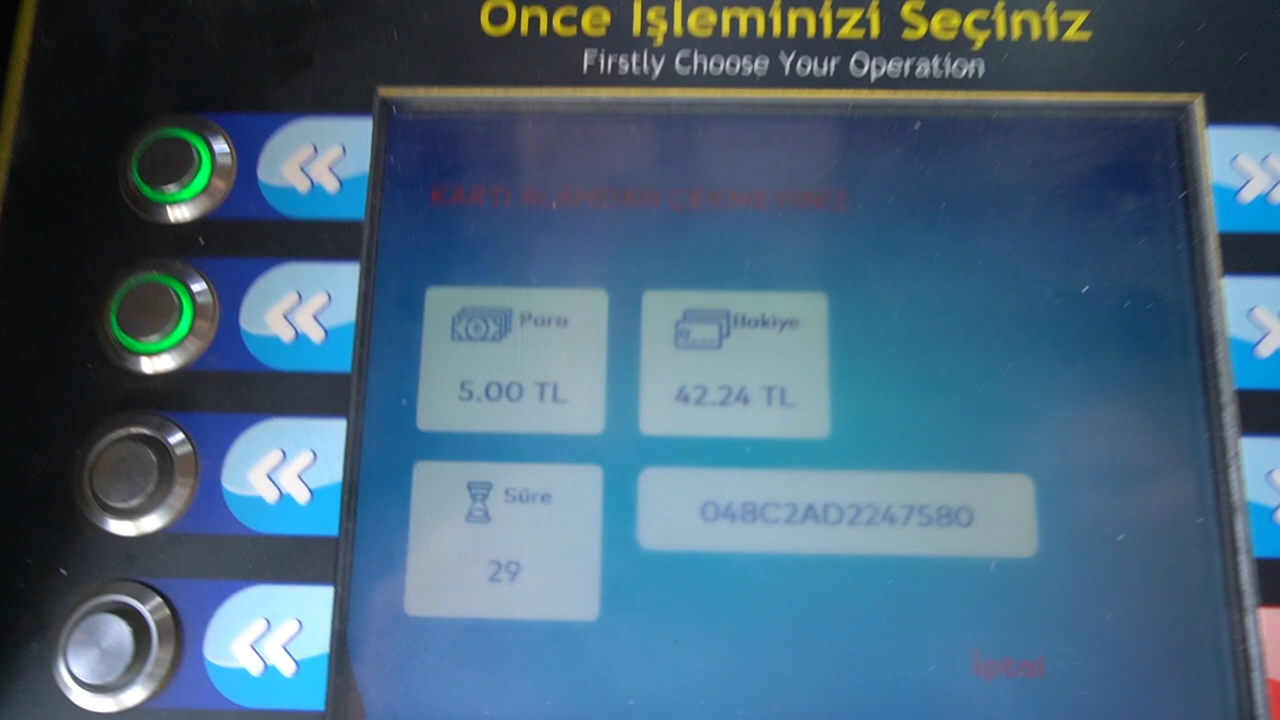 Önce İşleminizi Seçiniz
Firstly Choose Your Operation
KARTI ALANDAN ÇEKMEYİNİZ
Para
5.00 TL
Bakiye
42.24 TL
Süre
29
048C2AD2247580
İptal